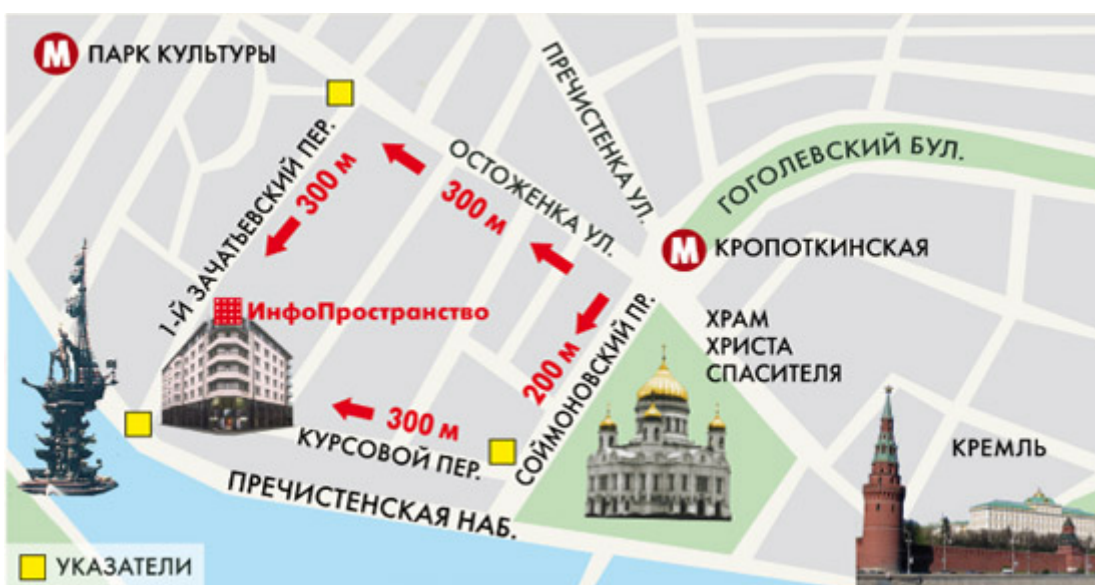 М ПАРК КУЛЬТУРЫ
ПРЕЧИСТЕНКА УЛ.
ОСТОЖЕНКА УЛ.
ГОГОЛЕВСКИЙ БУЛ.
1-Й ЗАЧАТЬЕВСКИЙ ПЕР.
300 м
300 м
М КРОПОТКИНСКАЯ
ИнфоПространство
ХРАМ
ХРИСТА
СПАСИТЕЛЯ
200 м
СОЙМОНОВСКИЙ ПР.
300 м
КУРСОВОЙ ПЕР.
КРЕМЛЬ
ПРЕЧИСТЕНСКАЯ НАБ.
УКАЗАТЕЛИ